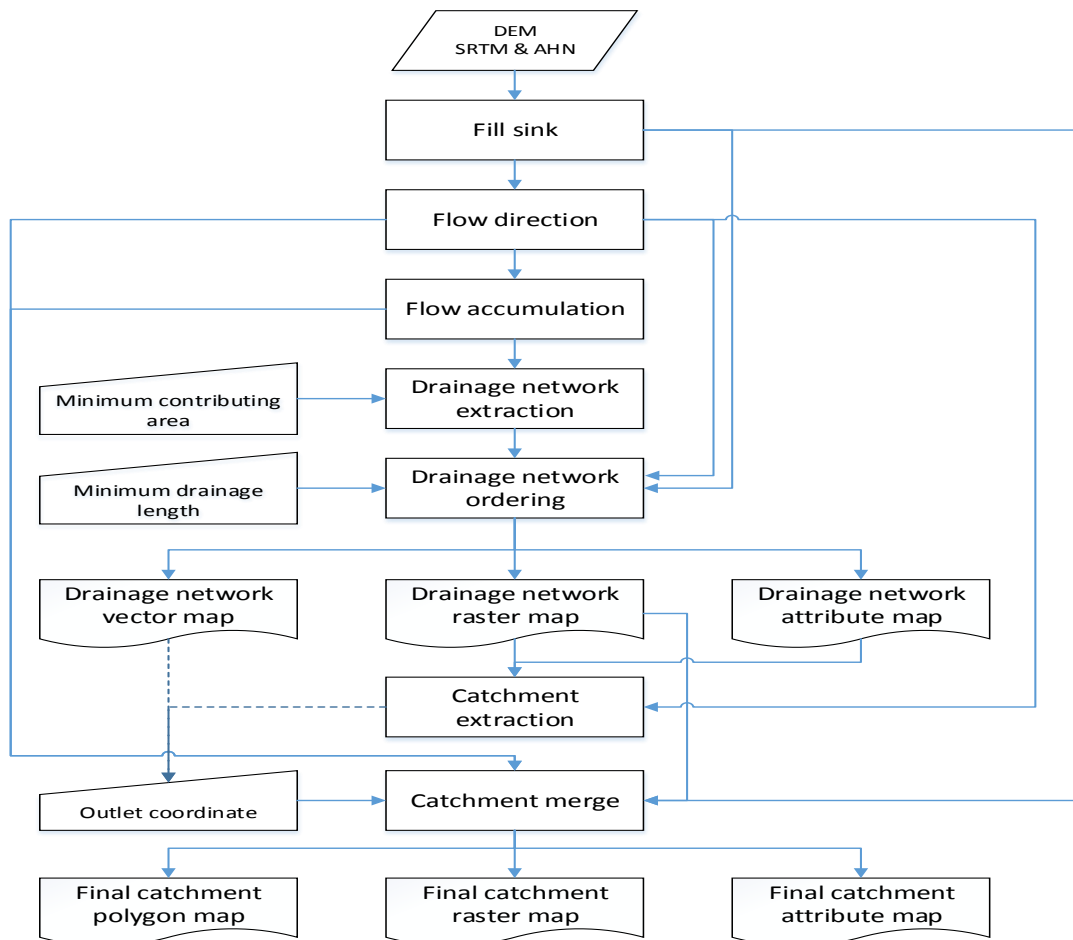 DEM
SRTM & AHN
Fill sink
Flow direction
Flow accumulation
Minimum contributing
area
Drainage network
extraction
Minimum drainage
length
Drainage network
ordering
Drainage network
vector map
Drainage network
raster map
Drainage network
attribute map
Catchment
extraction
Outlet coordinate
Catchment merge
Final catchment
polygon map
Final catchment
raster map
Final catchment
attribute map